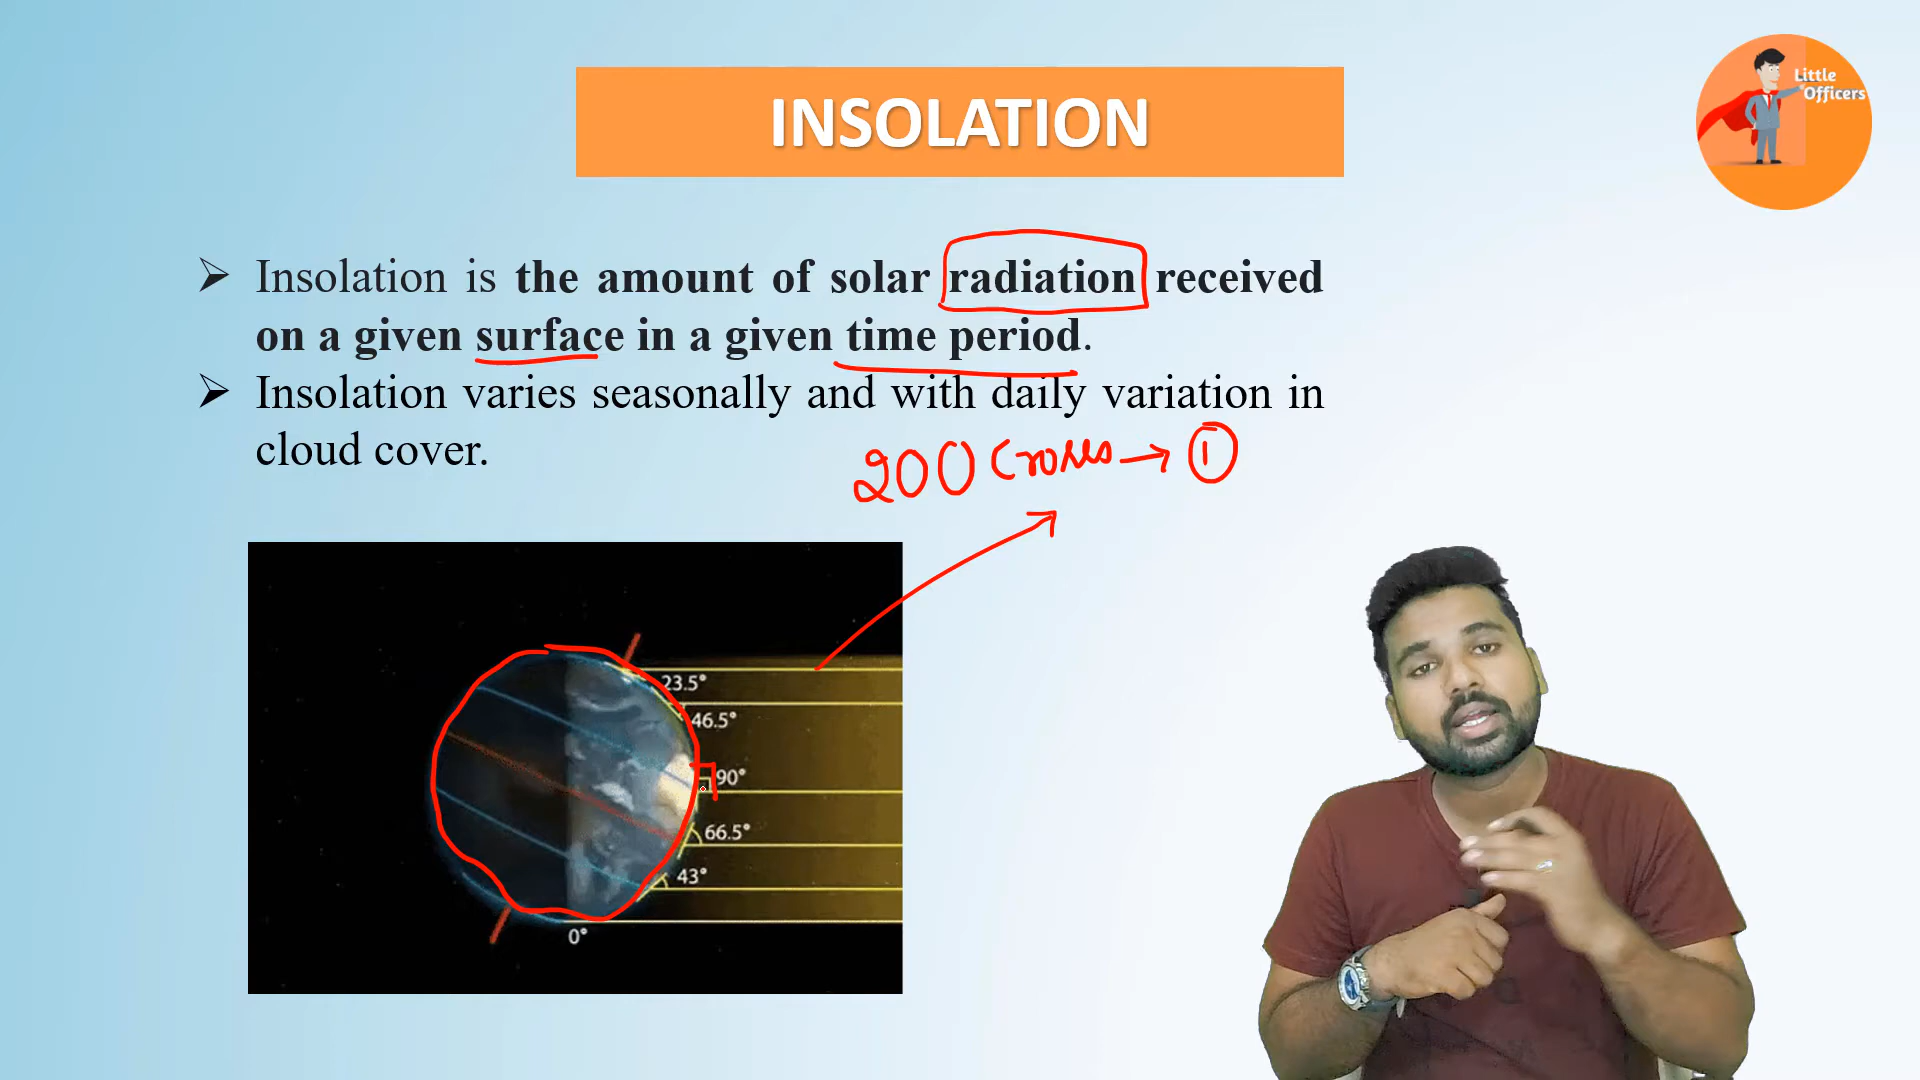 INSOLATION
Little
Officers
Insolation is the amount of solar radiation received
on a given surface in a given time period.
Insolation varies seasonally and with daily variation in
cloud cover.
200 Crores → 1
23.5°
46.5°
90°
66.5°
43°
0°